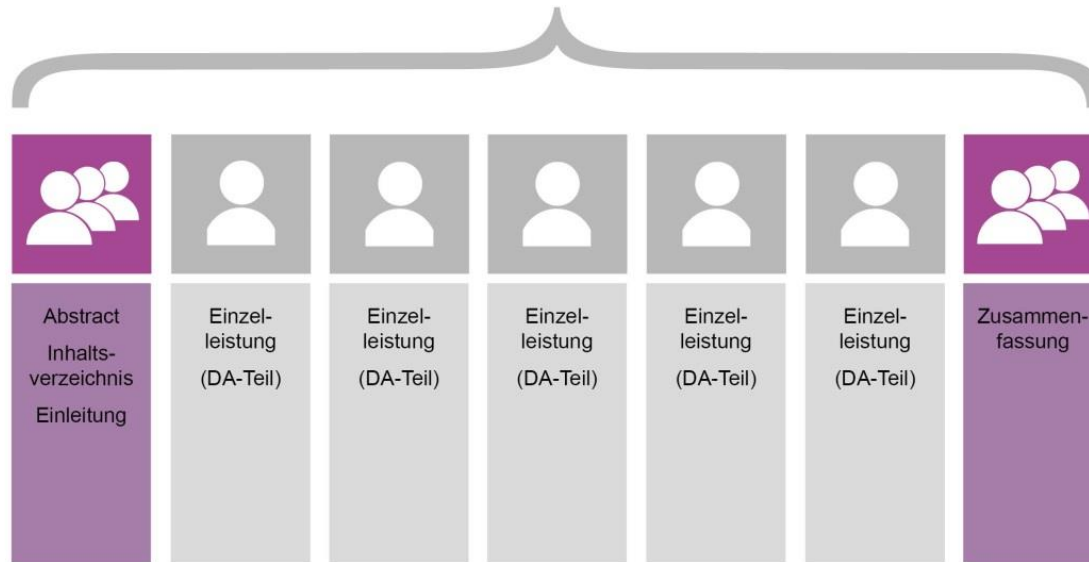 Abstract
Inhalts-
verzeichnis
Einleitung
Einzel-
leistung
(DA-Teil)
Einzel-
leistung
(DA-Teil)
Einzel-
leistung
(DA-Teil)
Einzel-
leistung
(DA-Teil)
Einzel-
leistung
(DA-Teil)
Zusammen-
fassung